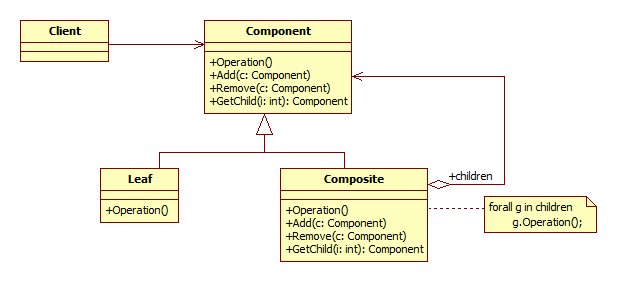 Client
Component
+Operation()
+Add(c: Component)
+Remove(c: Component)
+GetChild(i: int): Component
Leaf
+Operation()
Composite
+Operation()
+Add(c: Component)
+Remove(c: Component)
+GetChild(i: int): Component
+children
forall g in children
g.Operation();